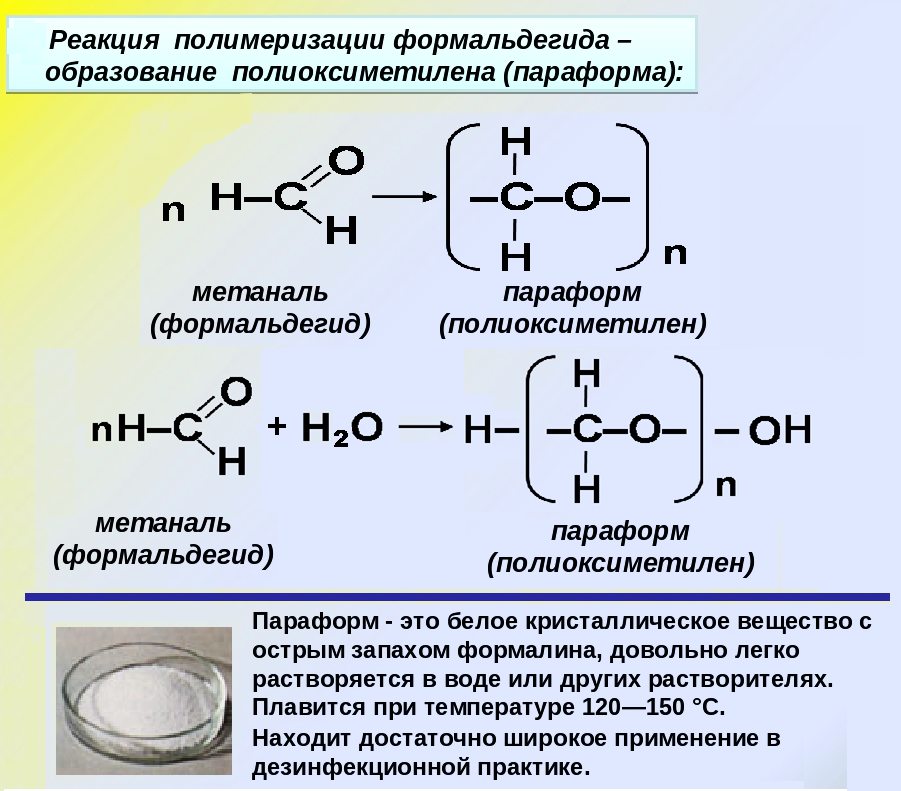 Реакция полимеризации формальдегида –
образование полиоксиметилена (параформа):
H
O
H–C
–C–O–
n
H
H
n
метаналь
параформ
(формальдегид)
(полиоксиметилен)
H
O
nH–C
+ H₂O
H–
–C–O–
– OH
H
H
n
метаналь
параформ
(формальдегид)
(полиоксиметилен)
Параформ - это белое кристаллическое вещество с
острым запахом формалина, довольно легко
растворяется в воде или других растворителях.
Плавится при температуре 120—150 °С.
Находит достаточно широкое применение в
дезинфекционной практике.